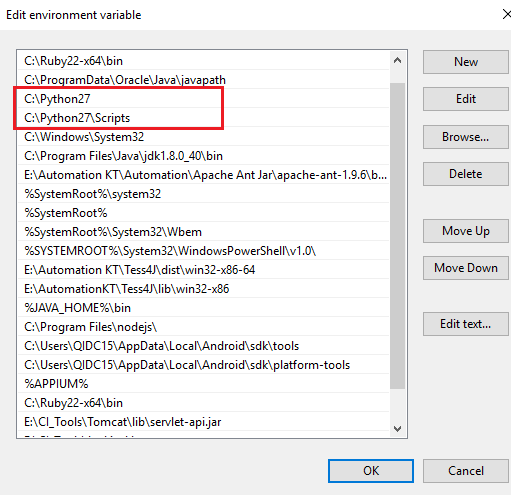 Edit environment variable
C:\Ruby22-x64\bin
New
C:\ProgramData\Oracle\Java\javapath
C:\Python27
Edit
C:\Python27\Scripts
C:\Windows\System32
Browse...
C:\Program Files\Java\jdk1.8.0_40\bin
E:\Automation KT\Automation\Apache Ant Jar\apache-ant-1.9.6\b...
Delete
%SystemRoot%\system32
%SystemRoot%
%SystemRoot%\System32\Wbem
Move Up
%SYSTEMROOT%\System32\WindowsPowerShell\v1.0\
E:\Automation KT\Tess4J\dist\win32-x86-64
Move Down
E:\AutomationKT\Tess4J\lib\win32-x86
%JAVA_HOME%\bin
C:\Program Files\nodejs\
Edit text...
C:\Users\QIDC15\AppData\Local\Android\sdk\tools
C:\Users\QIDC15\AppData\Local\Android\sdk\platform-tools
%APPIUM%
C:\Ruby22-x64\bin
E:\CI_Tools\Tomcat\lib\servlet-api.jar
OK
Cancel